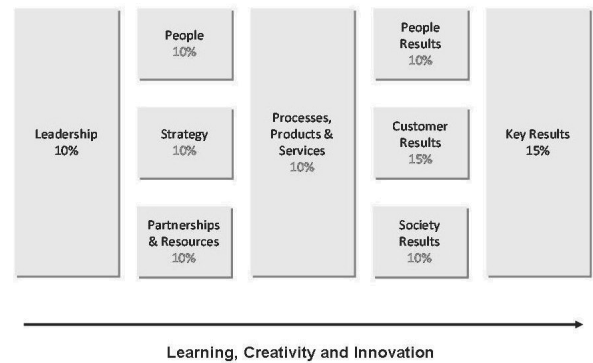 Leadership
10%
People
10%
Strategy
10%
Partnerships
& Resources
10%
Processes,
Products &
Services
10%
People
Results
10%
Customer
Results
15%
Society
Results
10%
Key Results
15%
Learning, Creativity and Innovation